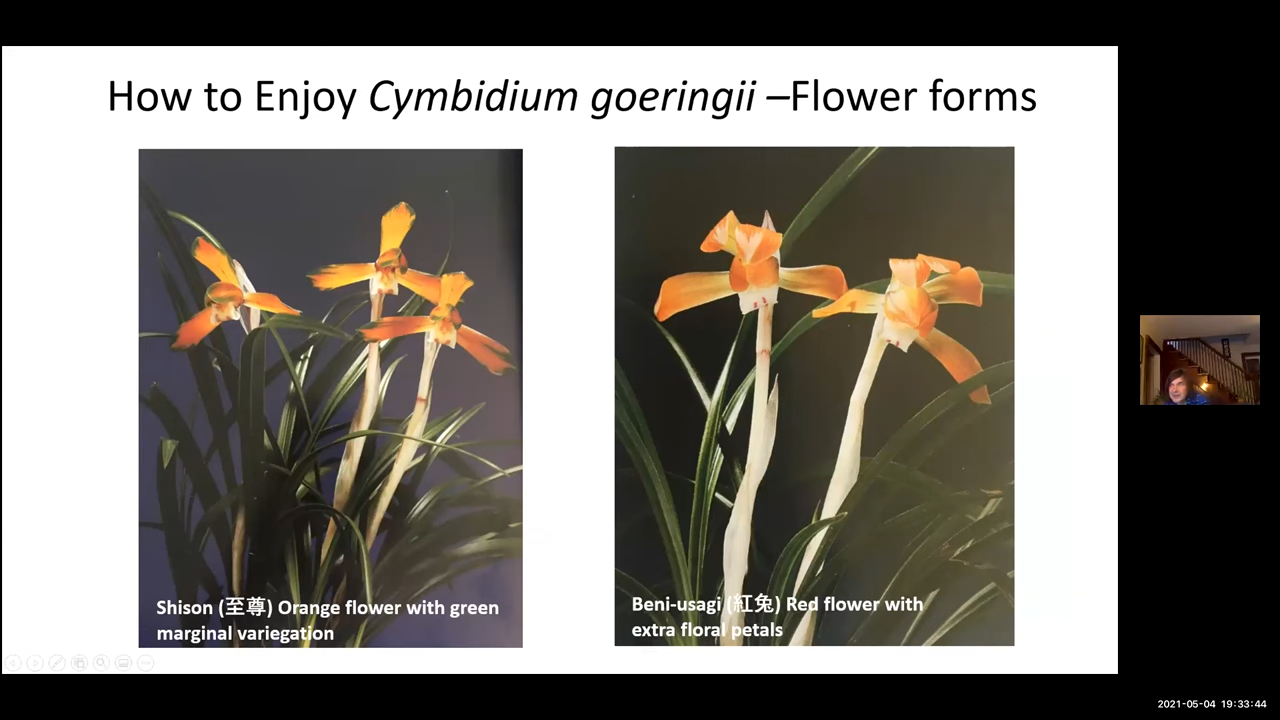 How to Enjoy Cymbidium goeringii –Flower forms
Shison (至尊) Orange flower with green
marginal variegation
Beni-usagi (紅兔) Red flower with
extra floral petals
2021-05-04 19:33:44